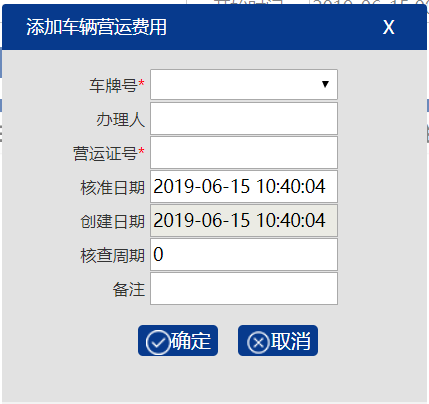 添加车辆营运费用 X
车牌号*
办理人
营运证号*
核准日期 2019-06-15 10:40:04
创建日期 2019-06-15 10:40:04
核查周期 0
备注
确定 取消